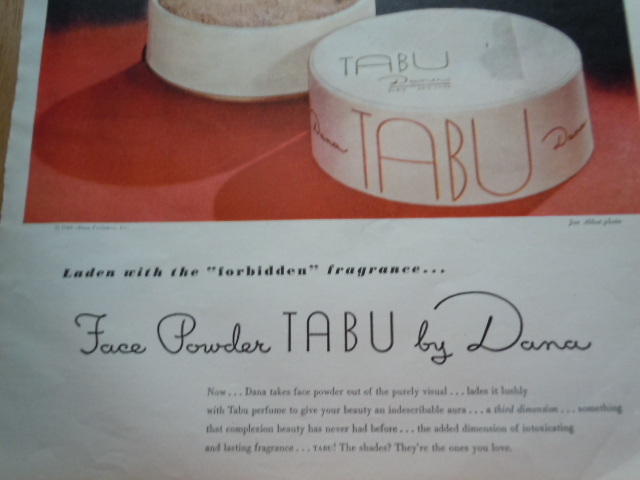 TABU
Dana
Dana
TABU
Dana
Laden with the "forbidden" fragrance...
Face Powder TABU by Dana
Now... Dana takes face powder out of the purely visual... lades it lushly
with Tabu perfume to give your beauty an indescribable aura... a third dimension... something
that complexion beauty has never had before... the added dimension of intoxicating
and lasting fragrance... TABU! The shades? They're the ones you love.